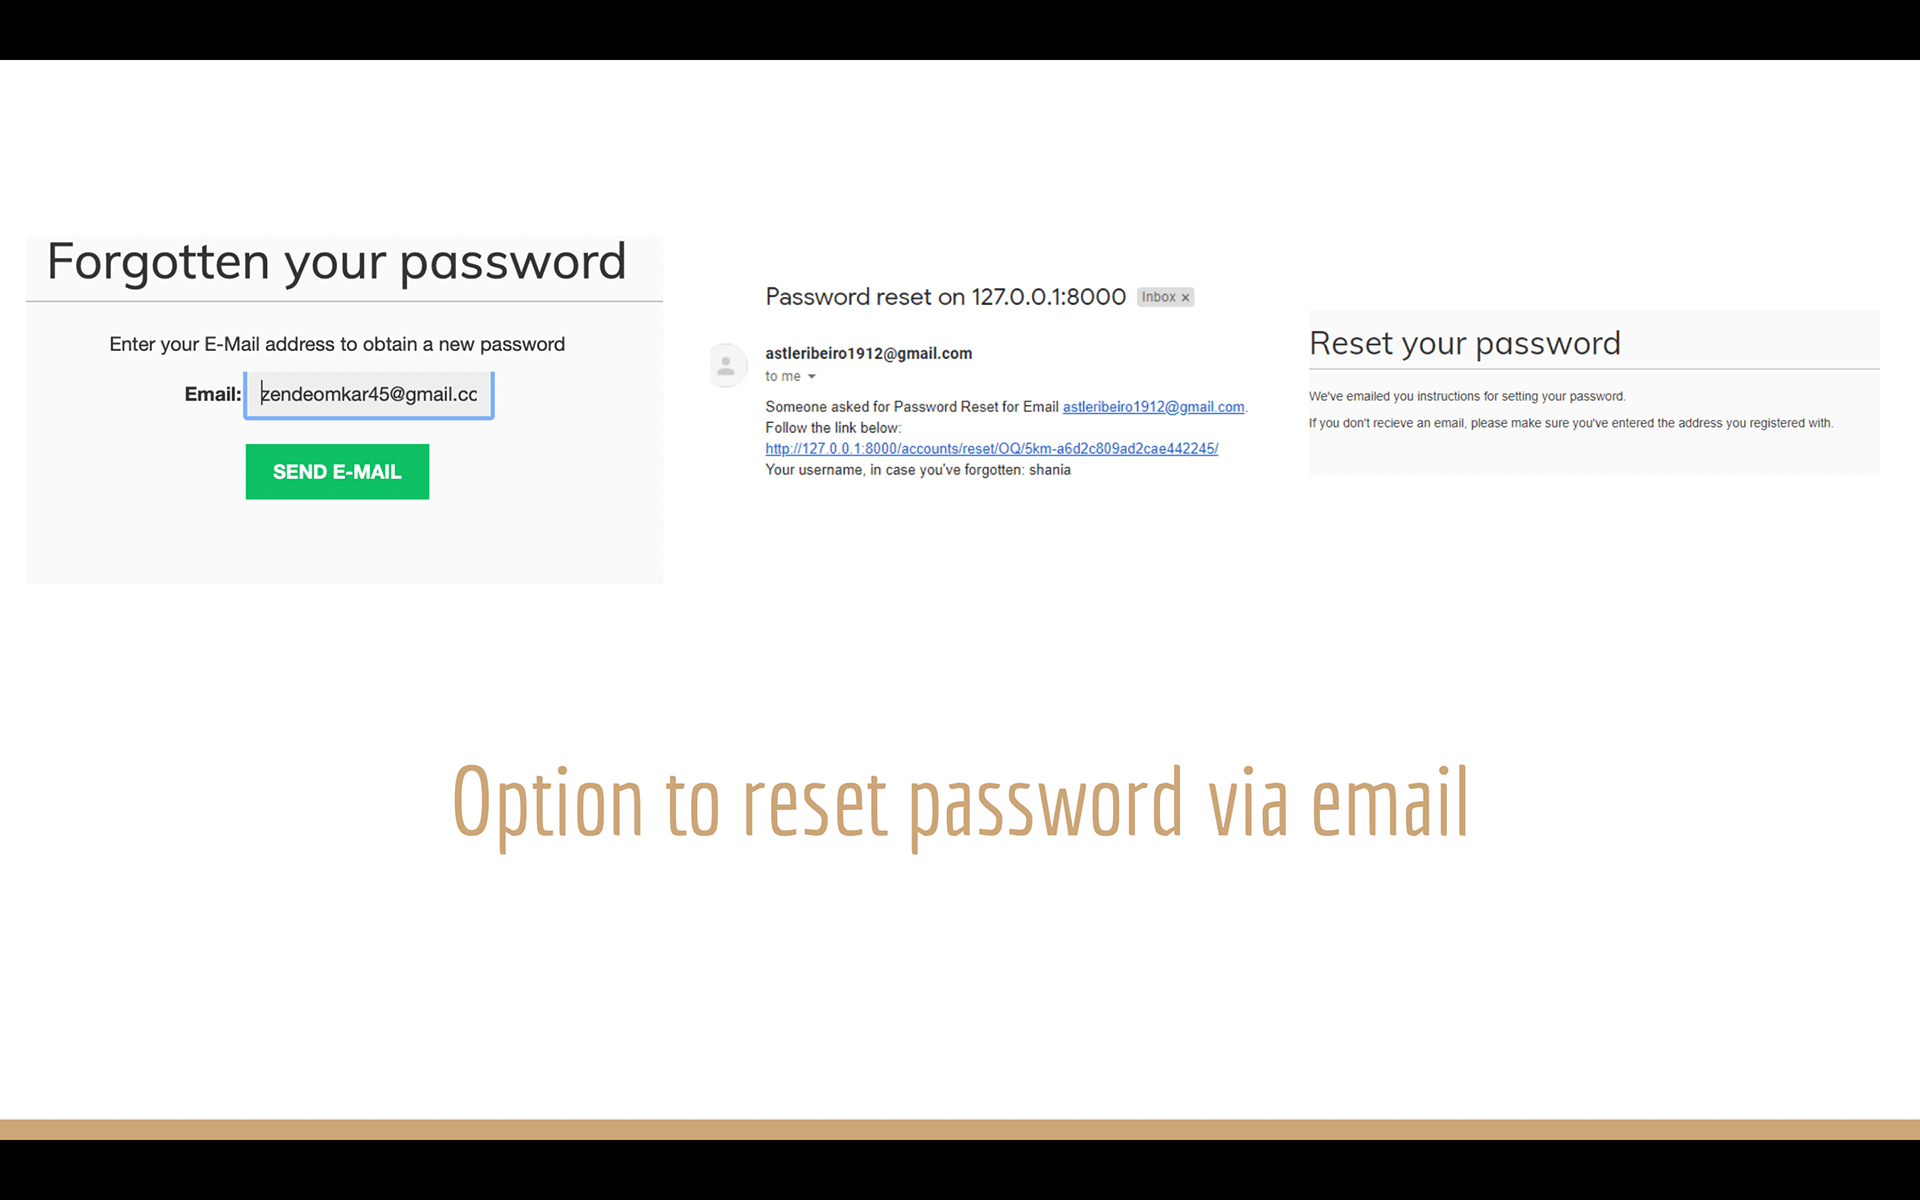 Forgotten your password
Enter your E-Mail address to obtain a new password
Email: zendeomkar45@gmail.cc
SEND E-MAIL
Password reset on 127.0.0.1:8000 Inbox x
astleribeiro1912@gmail.com
to me
Someone asked for Password Reset for Email astleribeiro1912@gmail.com.
Follow the link below:
http://127.0.0.1:8000/accounts/reset/OQ/5km-a6d2c809ad2cae442245/
Your username, in case you've forgotten: shania
Reset your password
We've emailed you instructions for setting your password.
If you don't recieve an email, please make sure you've entered the address you registered with.
Option to reset password via email